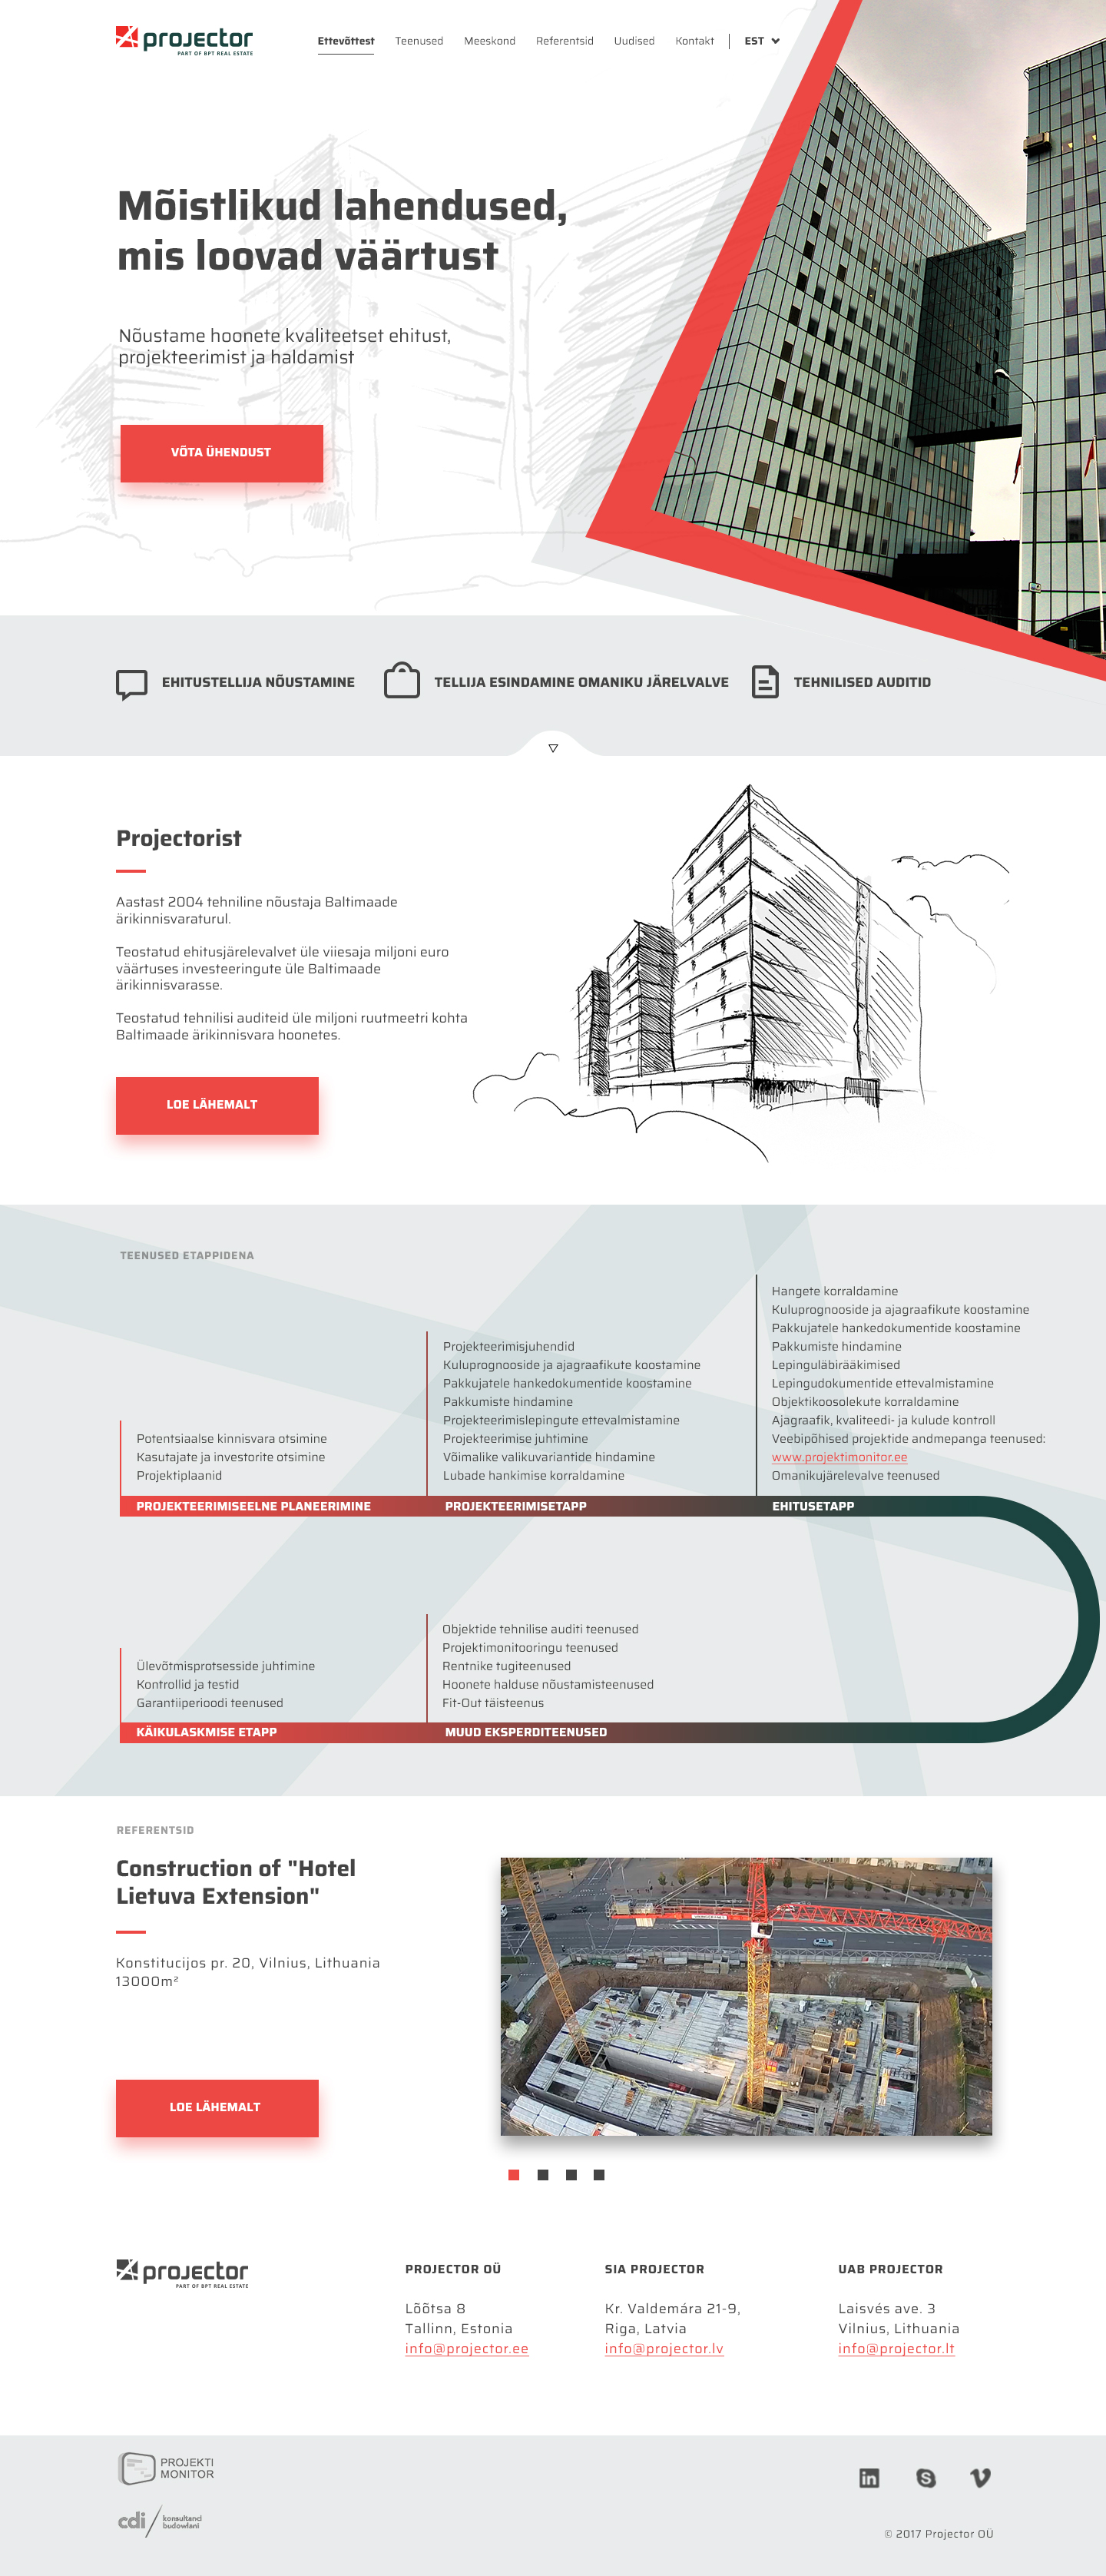 projector
PART OF BPT REAL ESTATE
Ettevõttest Teenused Meeskond Referentsid Uudised Kontakt EST
Mõistlikud lahendused,
mis loovad väärtust
Nõustame hoonete kvaliteetset ehitust,
projekteerimist ja haldamist
VÕTA ÜHENDUST
EHITUSTELLIJA NÕUSTAMINE
TELLIJA ESINDAMINE OMANIKU JÄRELVALVE
TEHNILISED AUDITID
Projectorist
Aastast 2004 tehniline nõustaja Baltimaade
ärikinnisvaraturul.
Teostatud ehitusjärelevalvet üle viiesaja miljoni euro
väärtuses investeeringute üle Baltimaade
ärikinnisvarasse.
Teostatud tehnilisi auditeid üle miljoni ruutmeetri kohta
Baltimaade ärikinnisvara hoonetes.
LOE LÄHEMALT
TEENUSED ETAPPIDENA
Potentsiaalse kinnisvara otsimine
Kasutajate ja investorite otsimine
Projektiplaanid
PROJEKTEERIMISEELNE PLANEERIMINE
Projekteerimisjuhendid
Kuluprognooside ja ajagraafikute koostamine
Pakkujatele hankedokumentide koostamine
Pakkumiste hindamine
Projekteerimislepingute ettevalmistamine
Projekteerimise juhtimine
Võimalike valikuvariantide hindamine
Lubade hankimise korraldamine
PROJEKTEERIMISETAPP
Hangete korraldamine
Kuluprognooside ja ajagraafikute koostamine
Pakkujatele hankedokumentide koostamine
Pakkumiste hindamine
Lepinguläbirääkimised
Lepingudokumentide ettevalmistamine
Objektikoosolekute korraldamine
Ajagraafik, kvaliteedi- ja kulude kontroll
Veebipõhised projektide andmepanga teenused:
www.projektimonitor.ee
Omanikujärelevalve teenused
EHITUSETAPP
Ülevõtmisprotsesside juhtimine
Kontrollid ja testid
Garantiiperioodi teenused
KÄIKULASKMISE ETAPP
Objektide tehnilise auditi teenused
Projektimonitooringu teenused
Rentnike tugiteenused
Hoonete halduse nõustamisteenused
Fit-Out täisteenus
MUUD EKSPERDITEENUSED
REFERENTSID
Construction of "Hotel
Lietuva Extension"
Konstitucijos pr. 20, Vilnius, Lithuania
13000m²
LOE LÄHEMALT
projector
PART OF BPT REAL ESTATE
PROJECTOR OÜ
Lõõtsa 8
Tallinn, Estonia
info@projector.ee
SIA PROJECTOR
Kr. Valdemára 21-9,
Riga, Latvia
info@projector.lv
UAB PROJECTOR
Laisvés ave. 3
Vilnius, Lithuania
info@projector.lt
PROJEKTI
MONITOR
cdi konsultanci
budowlani
in
© 2017 Projector OÜ